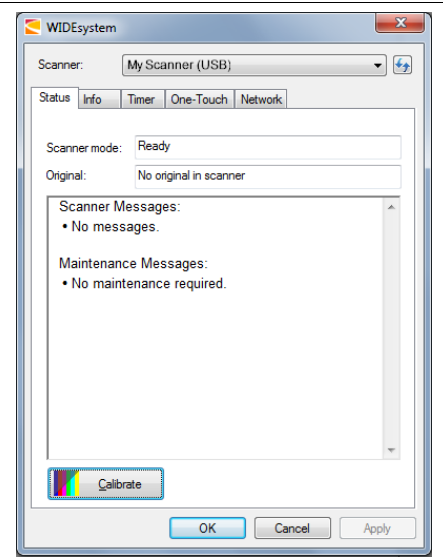 WIDEsystem
Scanner: My Scanner (USB)
Status Info Timer One-Touch Network
Scanner mode: Ready
Original: No original in scanner
Scanner Messages:
• No messages.
Maintenance Messages:
• No maintenance required.
Calibrate
OK Cancel Apply